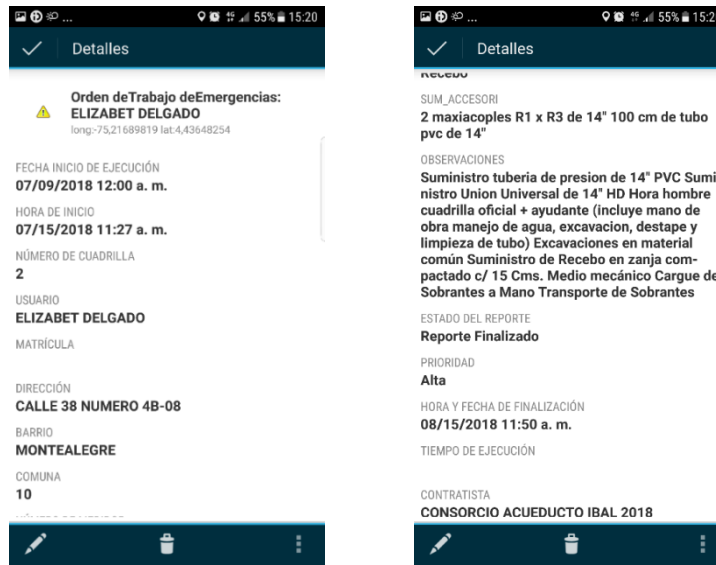 ... 4G 55% 15:20
Detalles
Orden deTrabajo deEmergencias:
ELIZABET DELGADO
long:-75,21689819 lat:4,43648254
FECHA INICIO DE EJECUCIÓN
07/09/2018 12:00 a. m.
HORA DE INICIO
07/15/2018 11:27 a. m.
NÚMERO DE CUADRILLA
2
USUARIO
ELIZABET DELGADO
MATRÍCULA
DIRECCIÓN
CALLE 38 NUMERO 4B-08
BARRIO
MONTEALEGRE
COMUNA
10
... 4G 55% 15:2
Detalles
Recebo
SUM_ACCESORI
2 maxiacoples R1 x R3 de 14" 100 cm de tubo
pvc de 14"
OBSERVACIONES
Suministro tuberia de presion de 14" PVC Sumi
nistro Union Universal de 14" HD Hora hombre
cuadrilla oficial + ayudante (incluye mano de
obra manejo de agua, excavacion, destape y
limpieza de tubo) Excavaciones en material
común Suministro de Recebo en zanja com-
pactado c/ 15 Cms. Medio mecánico Cargue de
Sobrantes a Mano Transporte de Sobrantes
ESTADO DEL REPORTE
Reporte Finalizado
PRIORIDAD
Alta
HORA Y FECHA DE FINALIZACIÓN
08/15/2018 11:50 a. m.
TIEMPO DE EJECUCIÓN
CONTRATISTA
CONSORCIO ACUEDUCTO IBAL 2018